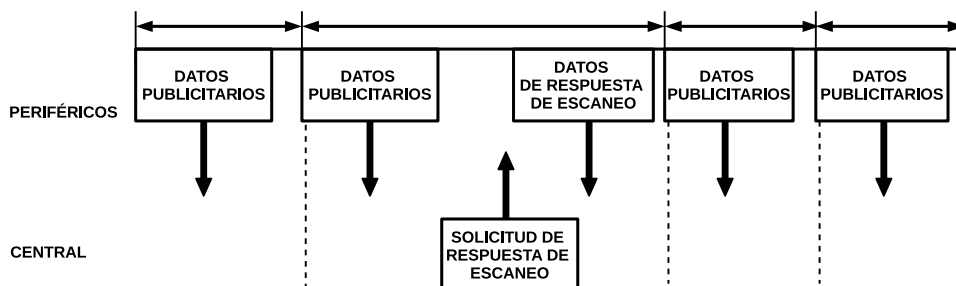 DATOS
PUBLICITARIOS
DATOS
PUBLICITARIOS
DATOS
DE RESPUESTA
DE ESCANEO
DATOS
PUBLICITARIOS
DATOS
PUBLICITARIOS
PERIFÉRICOS
CENTRAL
SOLICITUD DE
RESPUESTA DE
ESCANEO